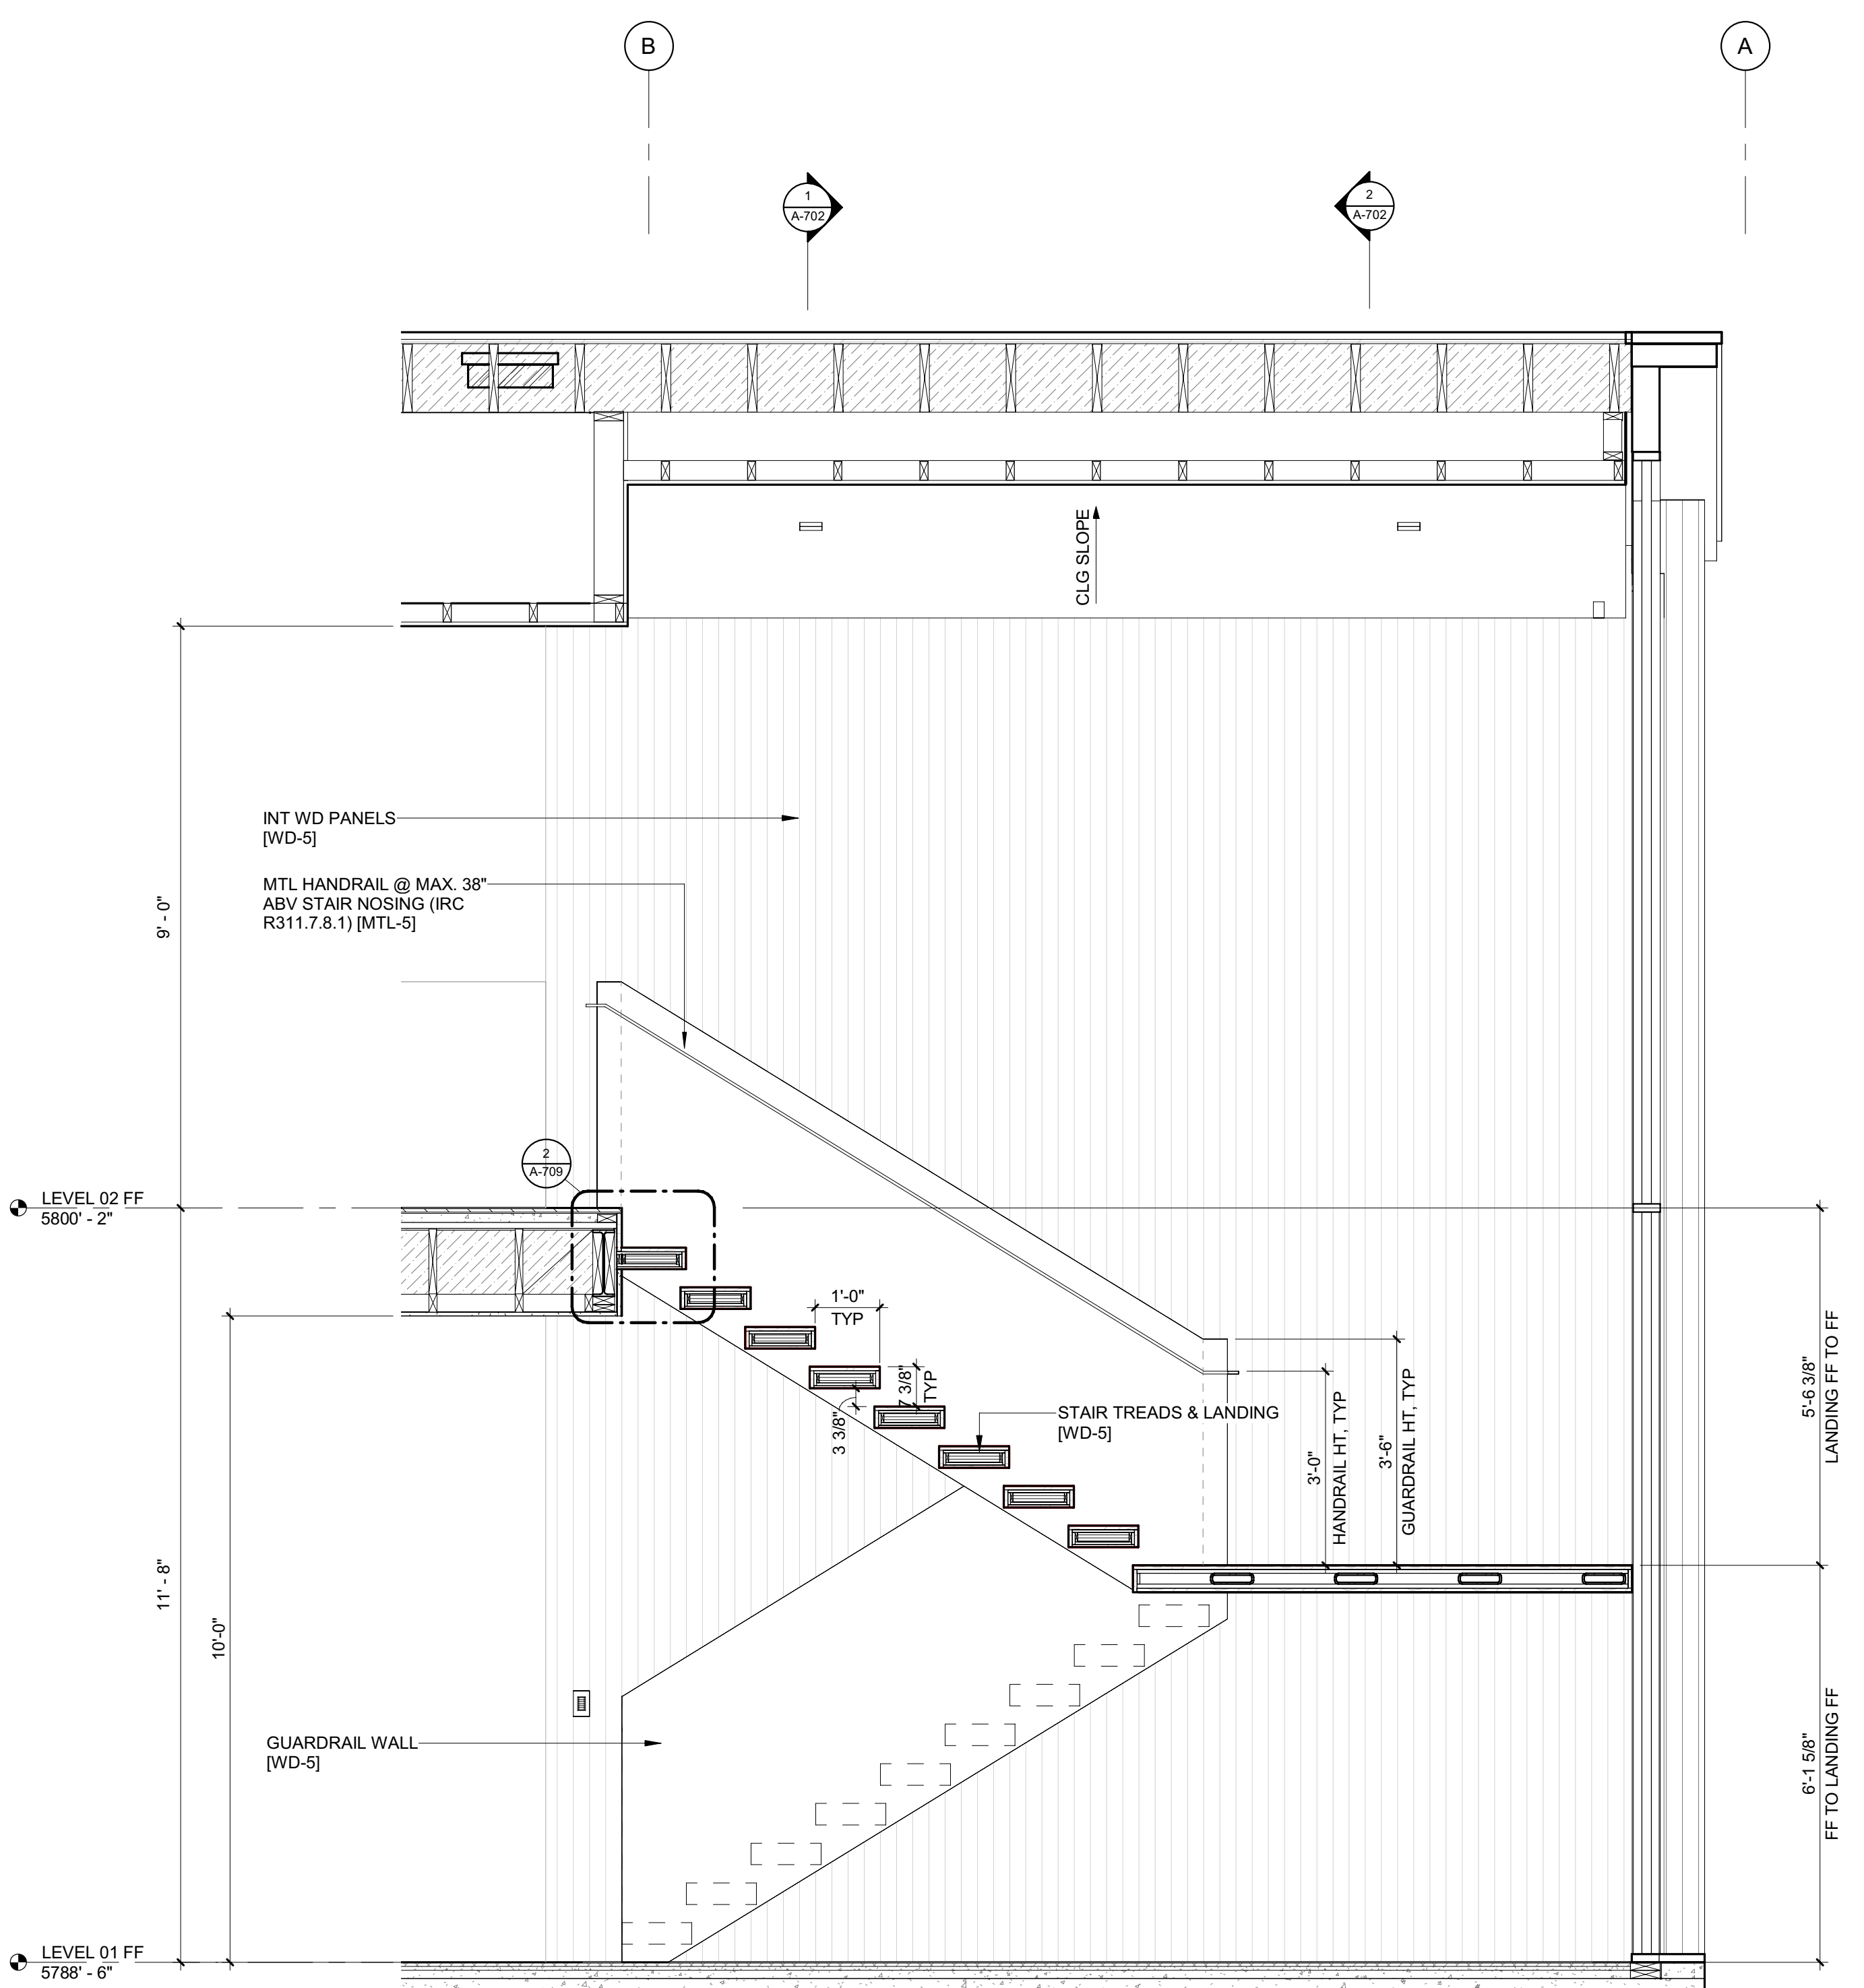 B
A
1
A-702
2
A-702
CLG SLOPE
INT WD PANELS
[WD-5]
MTL HANDRAIL @ MAX. 38"
ABV STAIR NOSING (IRC
R311.7.8.1) [MTL-5]
9' - 0"
2
A-709
LEVEL 02 FF
5800' - 2"
1'-0"
TYP
7 3/8"
TYP
3 3/8"
STAIR TREADS & LANDING
[WD-5]
3'-0"
HANDRAIL HT, TYP
3'-6"
GUARDRAIL HT, TYP
5'-6 3/8"
LANDING FF TO FF
11' - 8"
10'-0"
GUARDRAIL WALL
[WD-5]
6'-1 5/8"
FF TO LANDING FF
LEVEL 01 FF
5788' - 6"